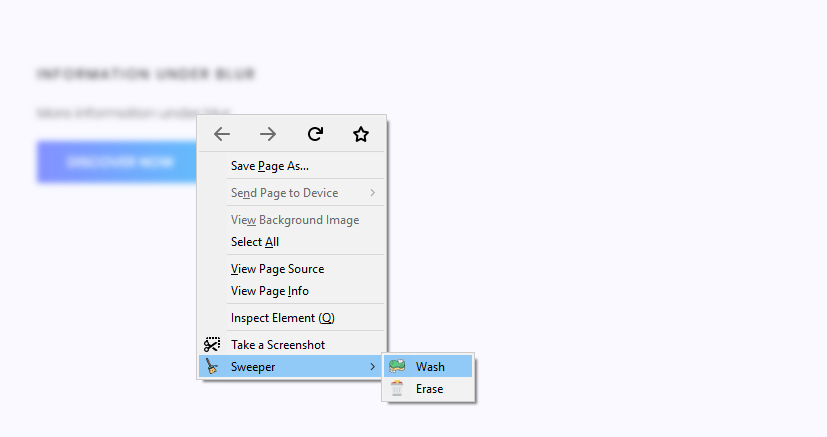 INFORMATION UNDER BLUR
More information under blur
DISCOVER NOW
Save Page As...
Send Page to Device
View Background Image
Select All
View Page Source
View Page Info
Inspect Element (Q)
Take a Screenshot
Sweeper
Wash
Erase